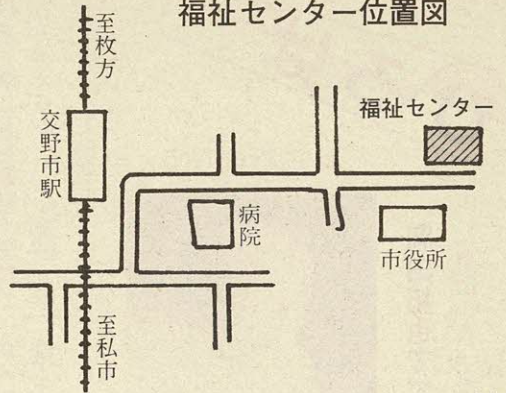 福祉センター位置図
至枚方
交野市駅
福祉センター
病院
市役所
至私市